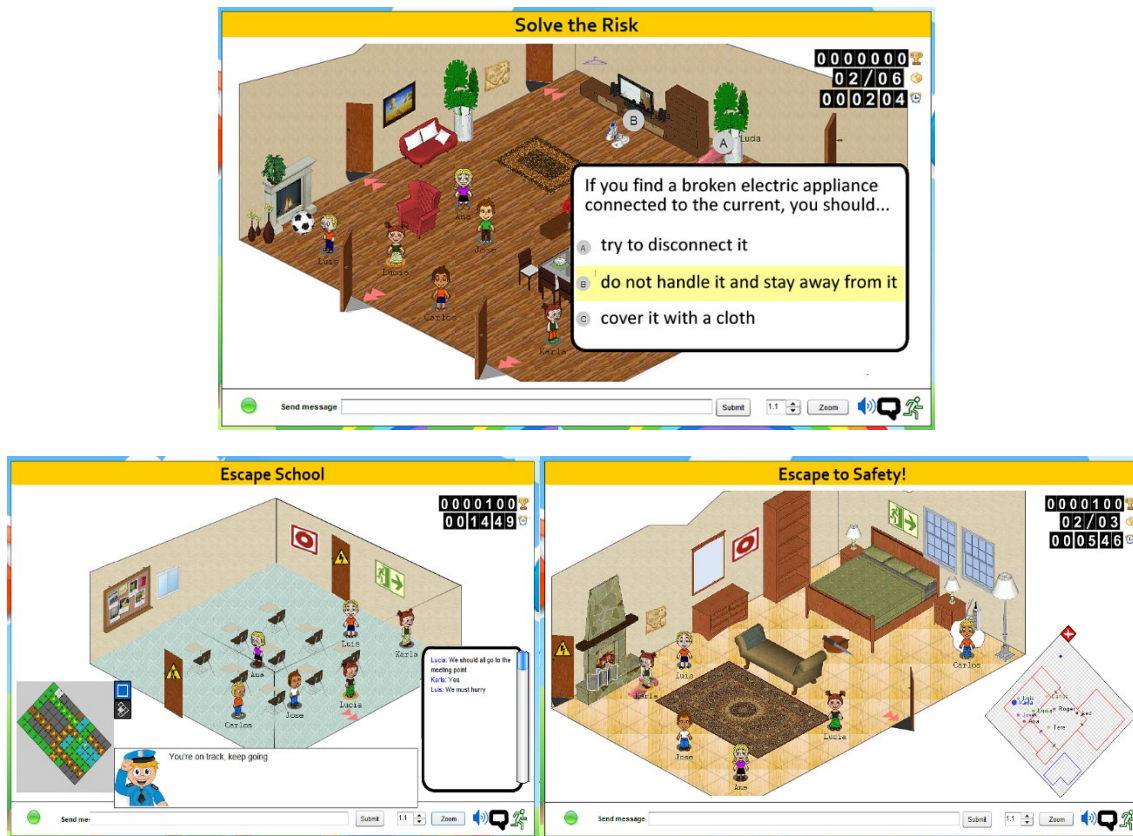 Solve the Risk
0000000
02/06
000204
B
A
Lucia
If you find a broken electric appliance
connected to the current, you should...
A try to disconnect it
B do not handle it and stay away from it
C cover it with a cloth
Ana
Luis
Jose
Lucia
Carlos
Karla
Send message
Submit
1.1
Zoom
Escape School
0000100
001449
Luis
Karla
Ana
Lucia
Jose
Carlos
Lucia: We should all go to the
meeting point
Karla: Yes
Luis: We must hurry
You're on track, keep going
Send me
Submit
1.1
Zoom
Escape to Safety!
0000100
02/03
000546
Luis
Karla
Carlos
Lucia
Jose
Ana
Roger
Send message
Submit
1.1
Zoom